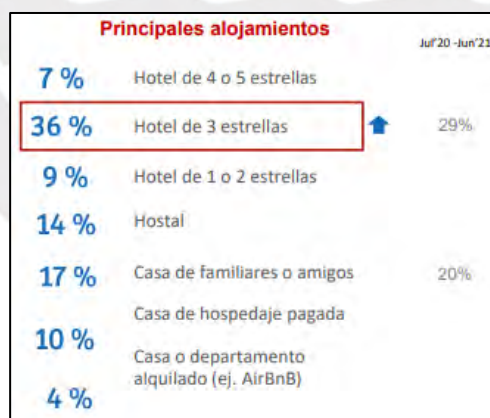 Principales alojamientos
Jul'20 -Jun'21
7 % Hotel de 4 o 5 estrellas
36 % Hotel de 3 estrellas 29%
9 % Hotel de 1 o 2 estrellas
14 % Hostal
17 % Casa de familiares o amigos 20%
Casa de hospedaje pagada
10 %
Casa o departamento
alquilado (ej. AirBnB)
4 %